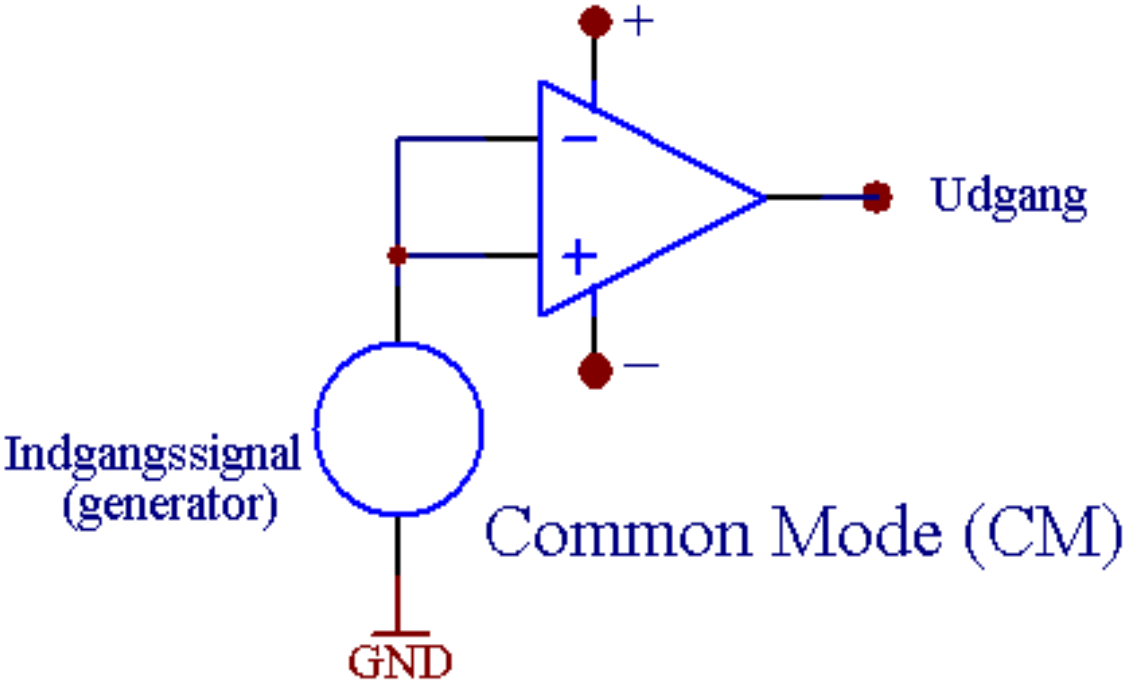 +
−
Udgang
+
−
Indgangssignal
(generator)
Common Mode (CM)
GND